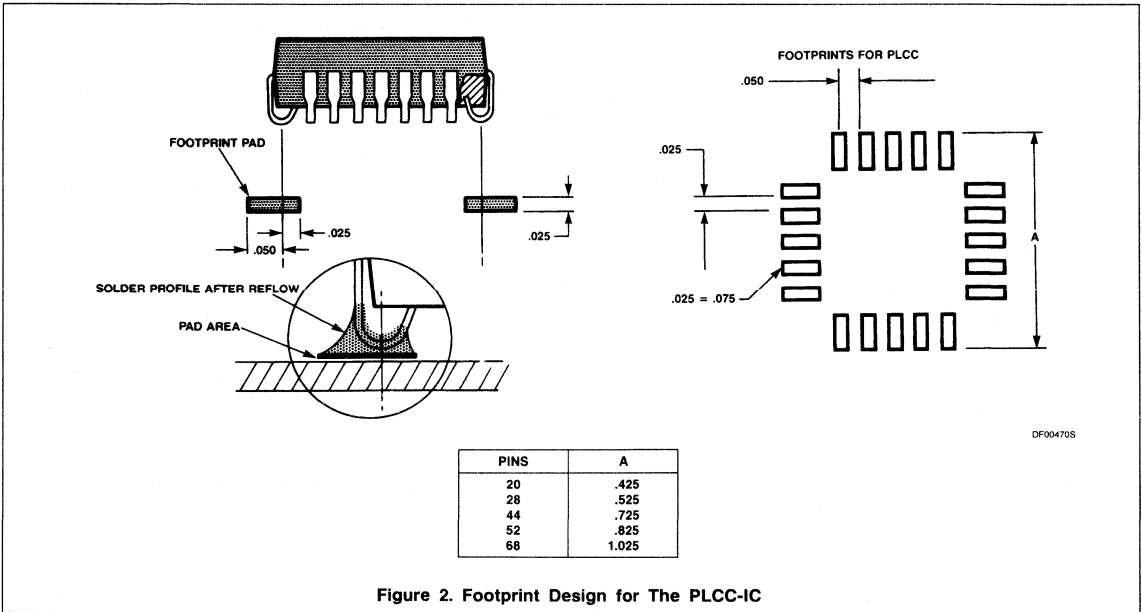 FOOTPRINT PAD
.025
.050
.025
SOLDER PROFILE AFTER REFLOW
PAD AREA
FOOTPRINTS FOR PLCC
.050
.025
A
.025 = .075
DF00470S
PINS A
20 .425
28 .525
44 .725
52 .825
68 1.025
Figure 2. Footprint Design for The PLCC-IC